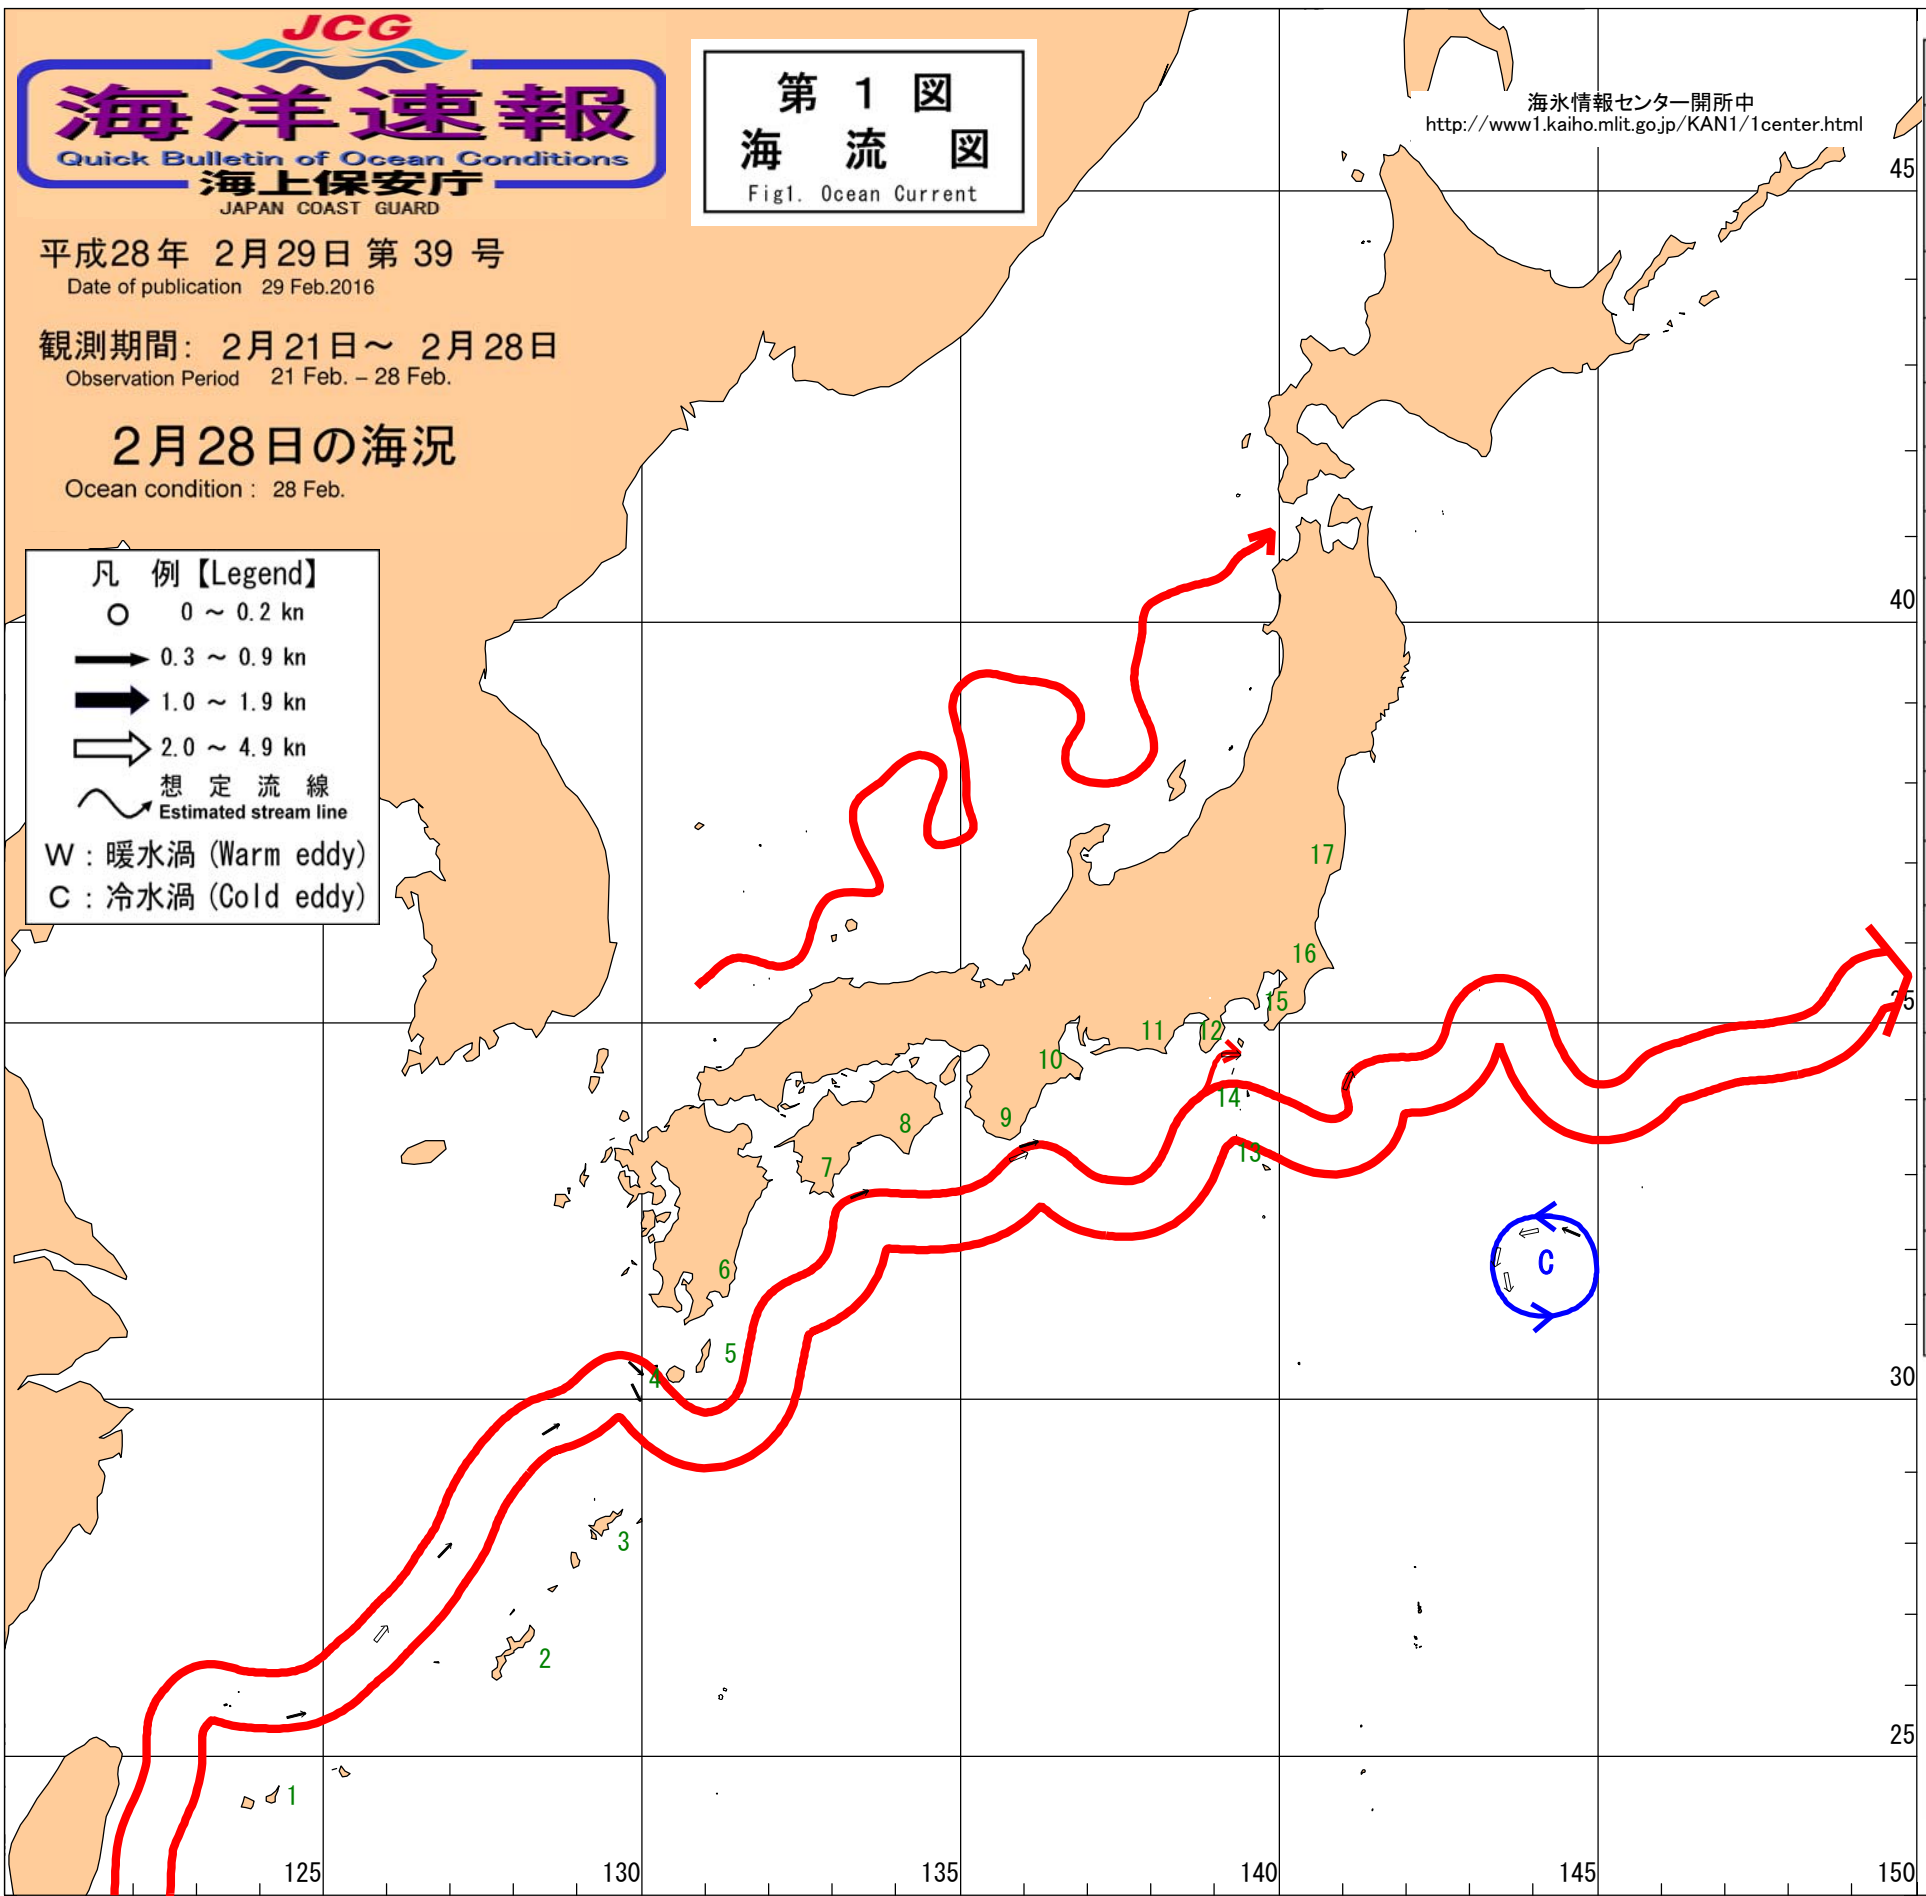 JCG
海洋速報
Quick Bulletin of Ocean Conditions
海上保安庁
JAPAN COAST GUARD
平成28年 2月29日 第 39 号
Date of publication 29 Feb.2016
観測期間: 2月21日～ 2月28日
Observation Period 21 Feb. – 28 Feb.
2月28日の海況
Ocean condition : 28 Feb.
第 1 図
海 流 図
Fig1. Ocean Current
海氷情報センター開所中
http://www1.kaiho.mlit.go.jp/KAN1/1center.html
凡 例【Legend】
0 ～ 0.2 kn
0.3 ～ 0.9 kn
1.0 ～ 1.9 kn
2.0 ～ 4.9 kn
想 定 流 線
Estimated stream line
W : 暖水渦 (Warm eddy)
C : 冷水渦 (Cold eddy)
45
40
35
30
25
17
16
15
12
11
10
14
13
9
8
7
6
5
4
3
2
1
C
125
130
135
140
145
150